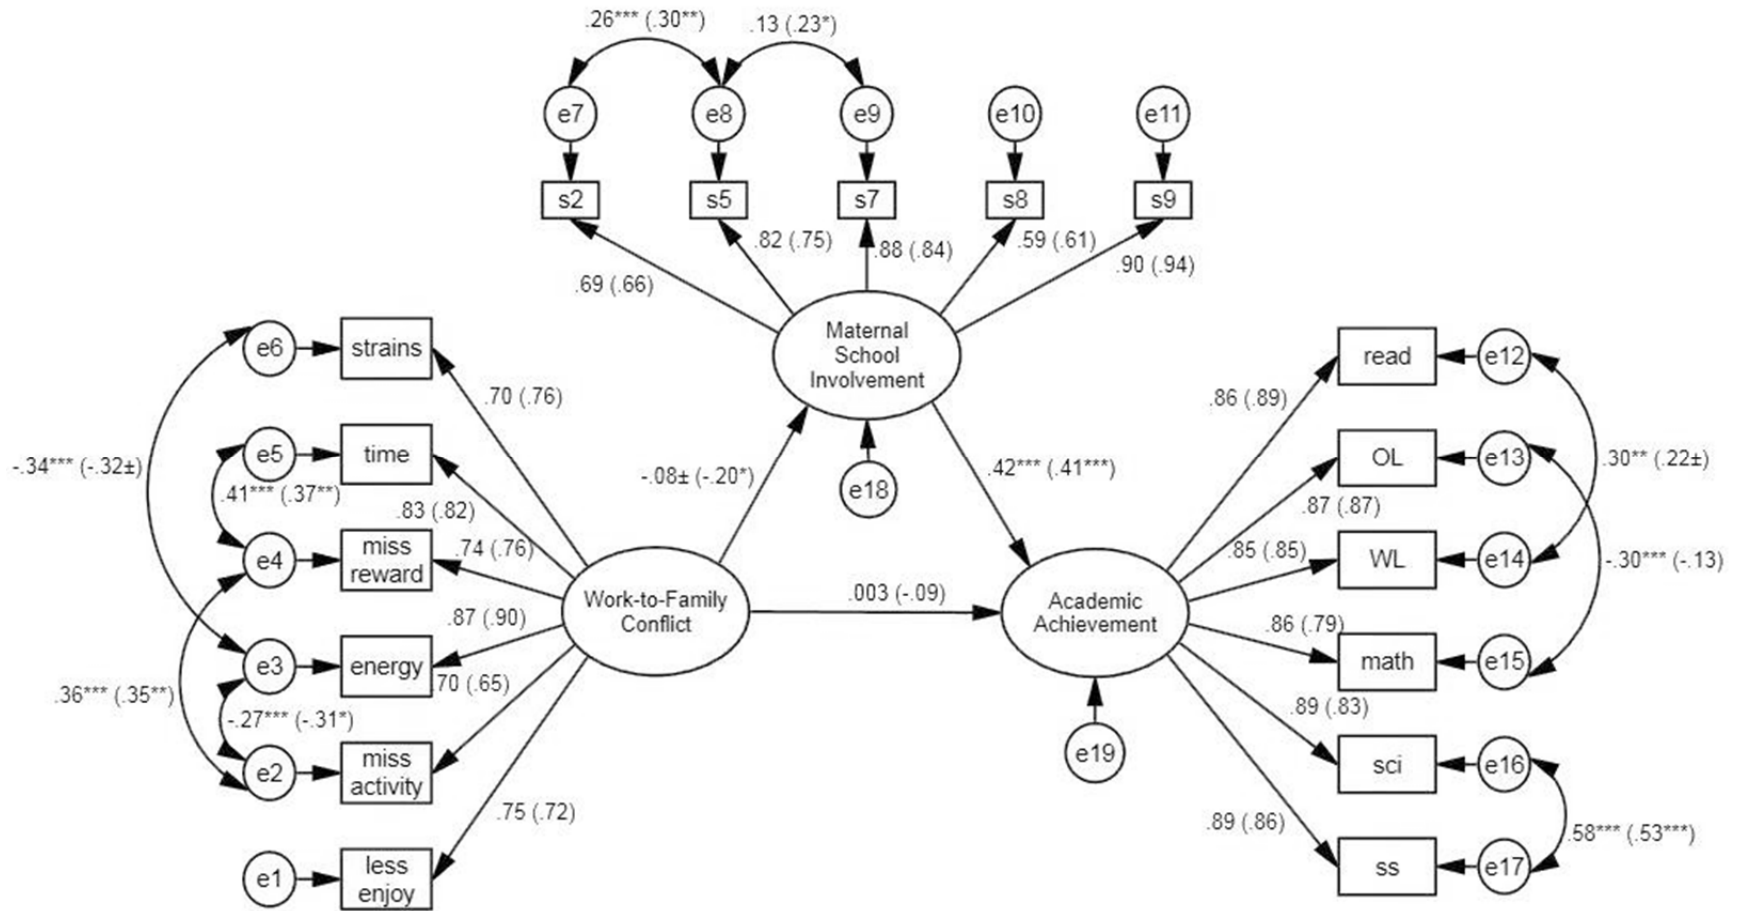 .26*** (.30**)
.13 (.23*)
e7
e8
e9
e10
e11
s2
s5
s7
s8
s9
.82 (.75)
.88 (.84)
.59 (.61)
.69 (.66)
.90 (.94)
Maternal
School
Involvement
e6
strains
.70 (.76)
e5
time
-.34*** (-.32±)
.41*** (.37**)
.83 (.82)
e4
miss
reward
.74 (.76)
-.08± (-.20*)
e18
.42*** (.41***)
.87 (.90)
Work-to-Family
Conflict
.003 (-.09)
Academic
Achievement
e3
energy
.70 (.65)
.36*** (.35**)
-.27*** (-.31*)
e2
miss
activity
.75 (.72)
e1
less
enjoy
e19
read
e12
.86 (.89)
OL
e13
.30** (.22±)
.87 (.87)
.85 (.85)
WL
e14
-.30*** (-.13)
.86 (.79)
math
e15
.89 (.83)
sci
e16
.89 (.86)
.58*** (.53***)
ss
e17